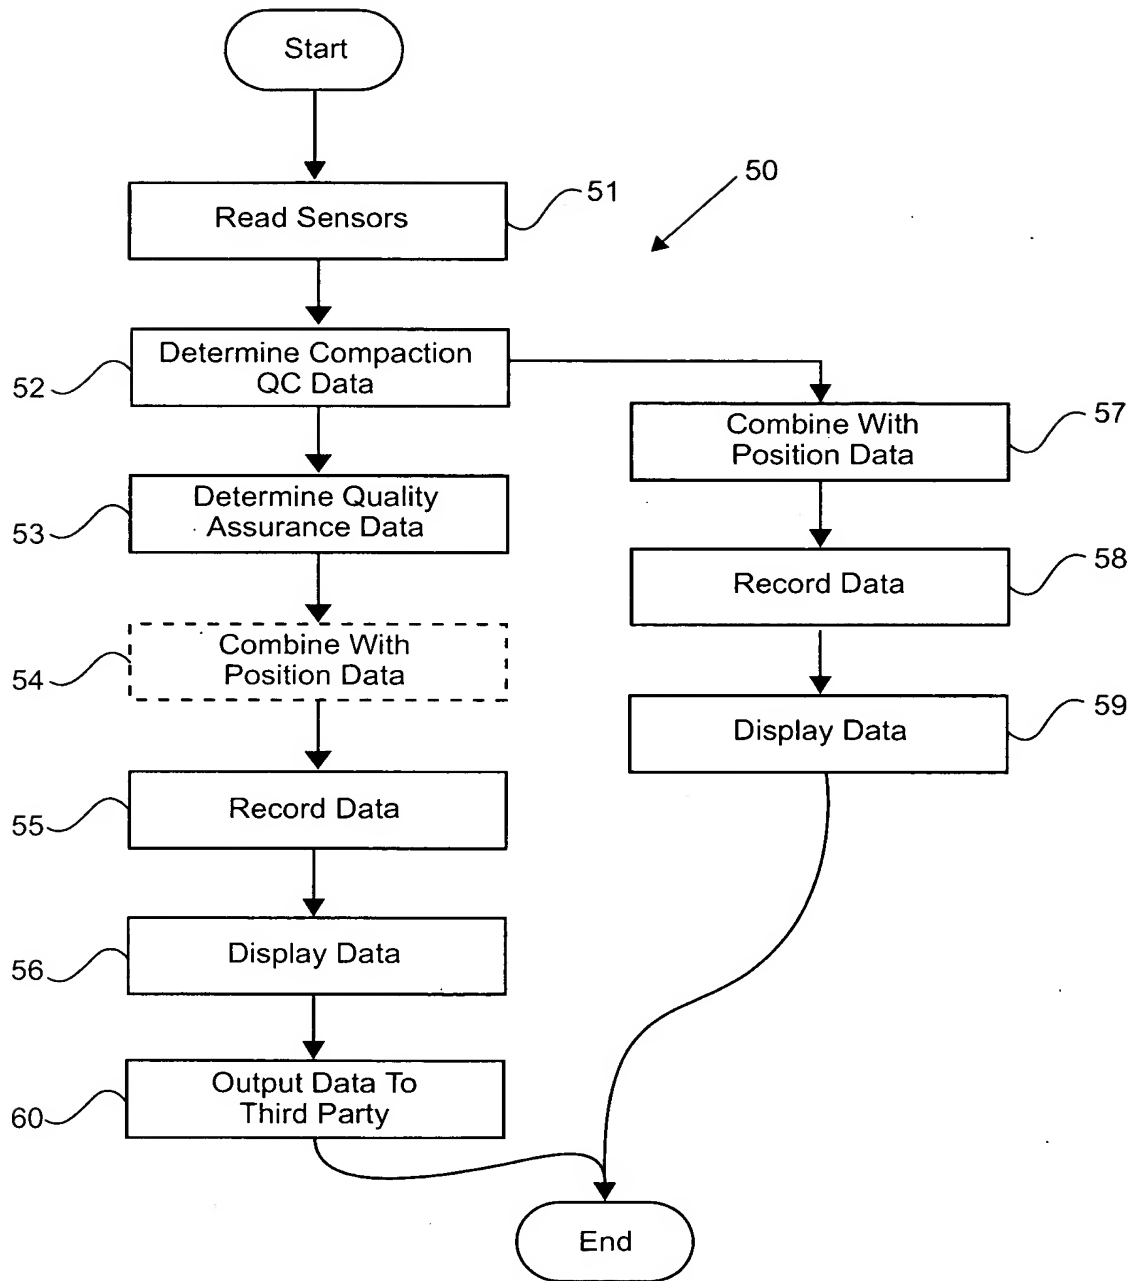 Start
50
Read Sensors
51
Determine Compaction
QC Data
52
Determine Quality
Assurance Data
53
Combine With
Position Data
54
Record Data
55
Display Data
56
Output Data To
Third Party
60
Combine With
Position Data
57
Record Data
58
Display Data
59
End